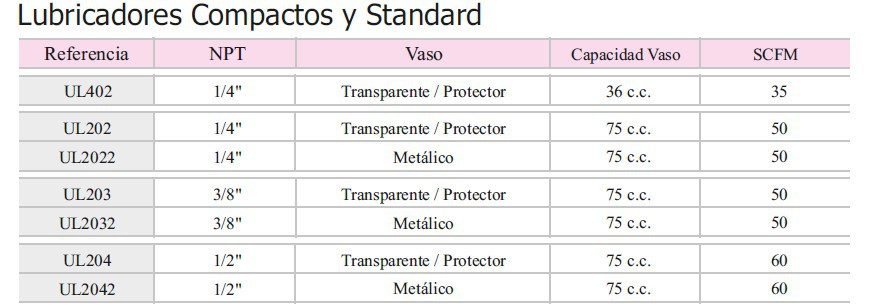 Lubricadores Compactos y Standard
Referencia NPT Vaso Capacidad Vaso SCFM
UL402 1/4" Transparente / Protector 36 c.c. 35
UL202 1/4" Transparente / Protector 75 c.c. 50
UL2022 1/4" Metálico 75 c.c. 50
UL203 3/8" Transparente / Protector 75 c.c. 50
UL2032 3/8" Metálico 75 c.c. 50
UL204 1/2" Transparente / Protector 75 c.c. 60
UL2042 1/2" Metálico 75 c.c. 60